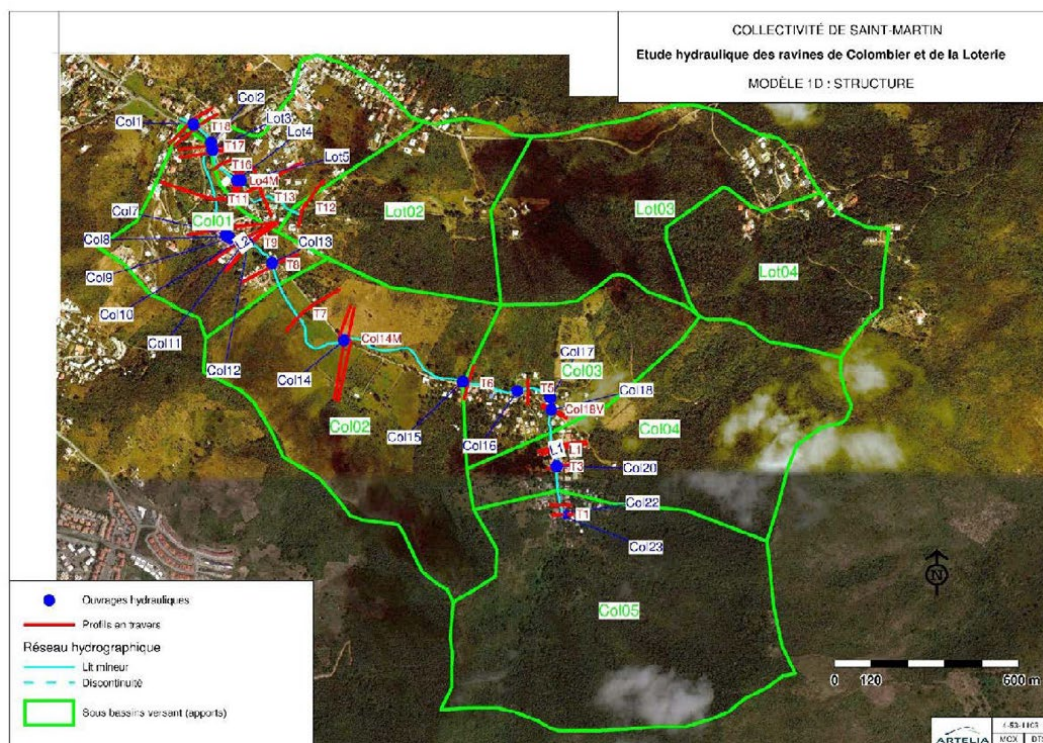 COLLECTIVITÉ DE SAINT-MARTIN
Etude hydraulique des ravines de Colombier et de la Loterie
MODÈLE 1D : STRUCTURE
Col2
Col1
Lot3
T18
Lot4
T17
T16
Lot5
Lo4M
T11
T13
T12
Col7
Col01
Lot02
Lot03
Col8
L2
T9
Col13
Col9
T8
Lot04
Col10
T7
Col11
Col14M
Col17
Col12
Col03
Col14
T6
T5
Col18
Col18V
Col02
Col15
Col16
Col04
L1
L1
T3
Col20
Col22
T1
Col23
Col05
N
Ouvrages hydrauliques
Profils en travers
Réseau hydrographique
Lit mineur
Discontinuité
Sous bassins versant (apports)
0 120 600 m
ARTELIA
MCX